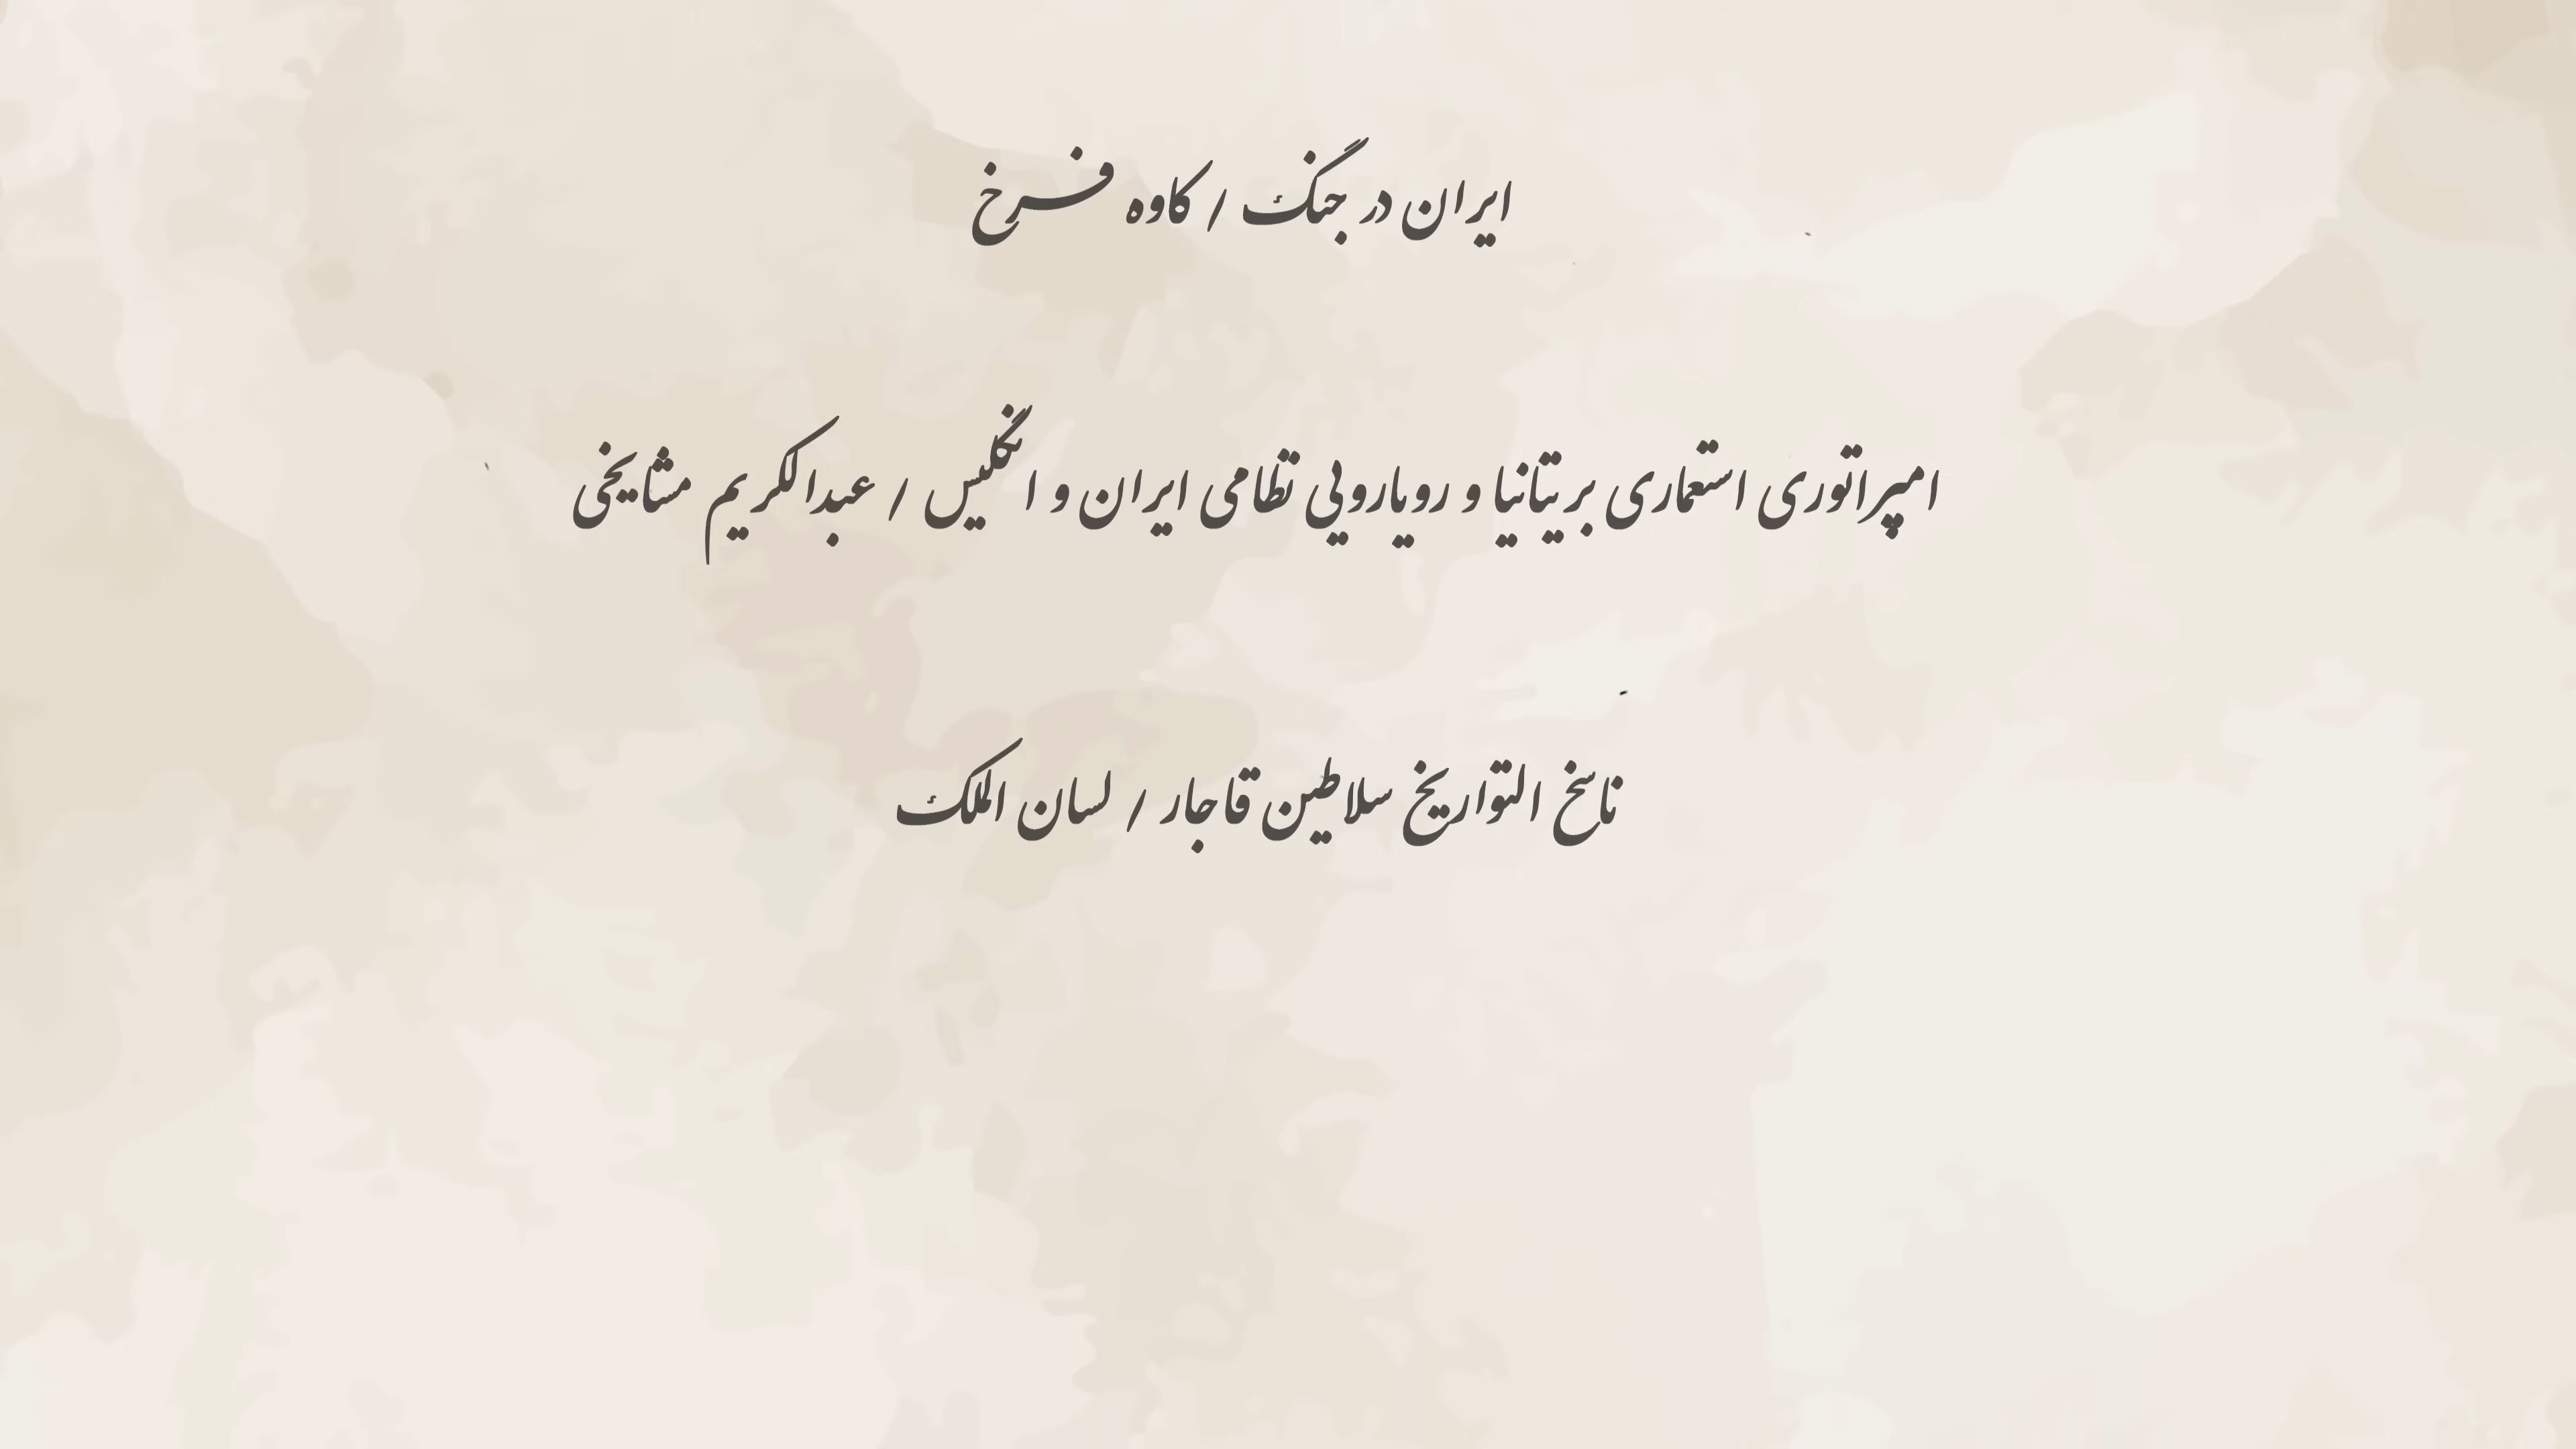 ایران در جنگ / کاوه فرخ
امپراتوری استعماری بریتانیا و رویارویی نظامی ایران و انگلیس / عبدالکریم مشایخی
ناسخ التواریخ سلاطین قاجار / لسان الملک